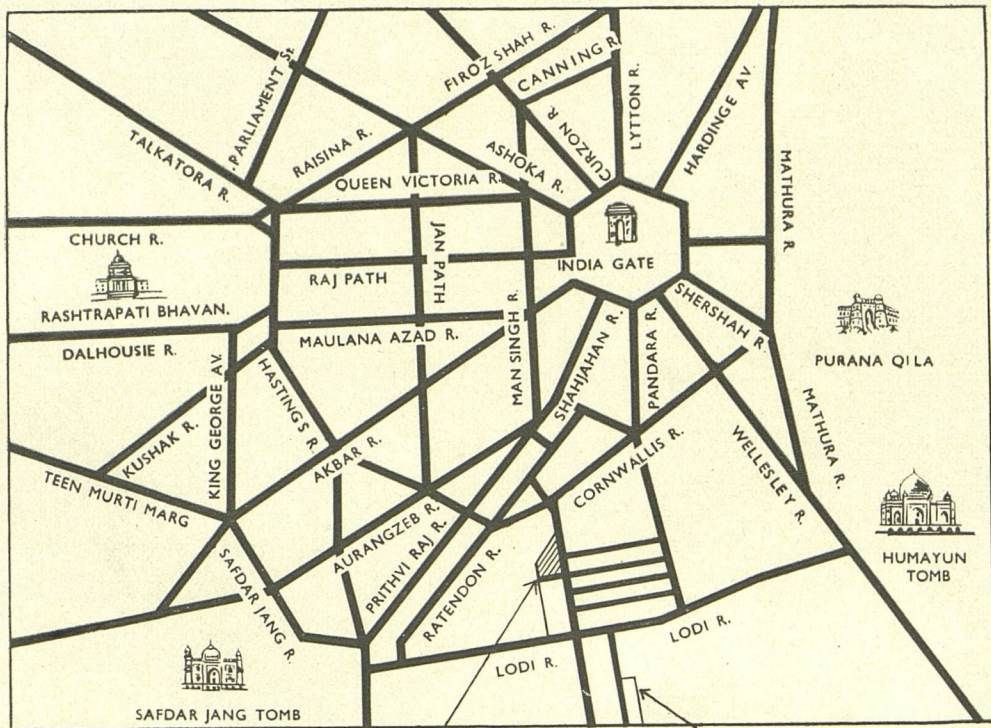 FIROZ SHAH R.
CANNING R.
PARLIAMENT St.
LYTTON R.
HARDINGE AV.
TALKATORA R.
RAISINA R.
ASHOKA R.
CURZON R.
MATHURA R.
QUEEN VICTORIA R.
CHURCH R.
JAN PATH
INDIA GATE
RAJ PATH
RASHTRAPATI BHAVAN.
SHERSHAH R.
MAULANA AZAD R.
DALHOUSIE R.
MAN SINGH R.
SHAHJAHAN R.
PANDARA R.
PURANA QILA
KING GEORGE AV.
HASTINGS R.
KUSHAK R.
AKBAR R.
MATHURA R.
CORNWALLIS R.
WELLESLEY R.
TEEN MURTI MARG
AURANGZEB R.
PRITHVI RAJ R.
RATENDON R.
HUMAYUN
TOMB
SAFDAR JANG R.
LODI R.
LODI R.
SAFDAR JANG TOMB